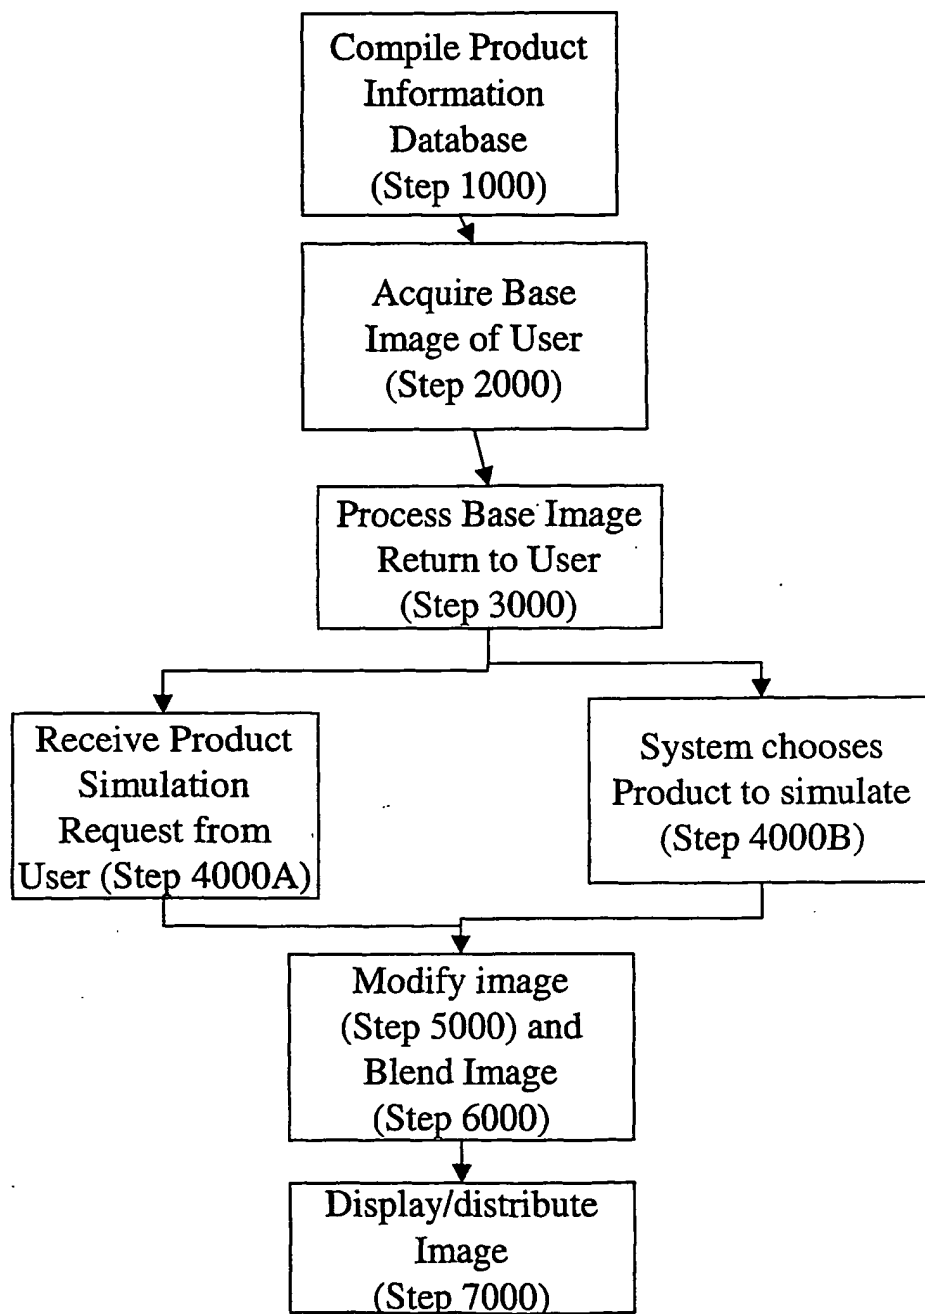 Compile Product
Information
Database
(Step 1000)
Acquire Base
Image of User
(Step 2000)
Process Base Image
Return to User
(Step 3000)
Receive Product
Simulation
Request from
User (Step 4000A)
System chooses
Product to simulate
(Step 4000B)
Modify image
(Step 5000) and
Blend Image
(Step 6000)
Display/distribute
Image
(Step 7000)